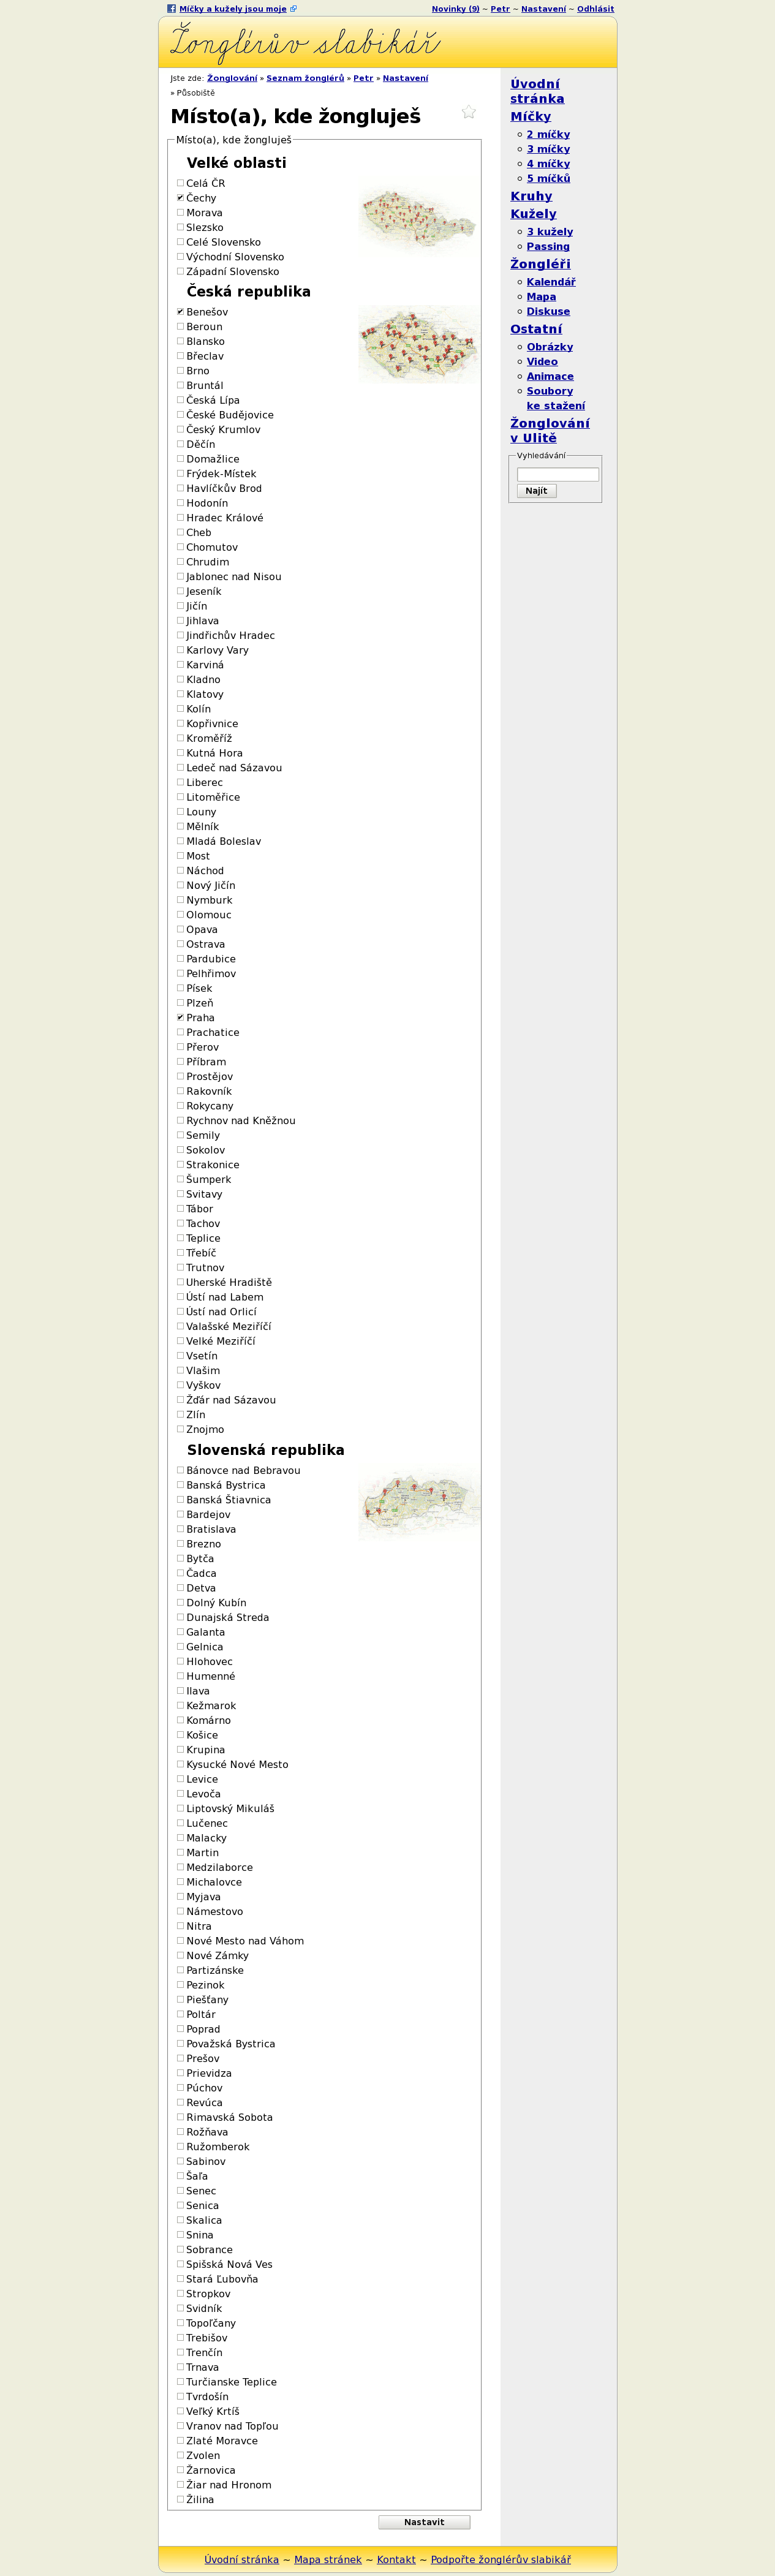 Míčky a kužely jsou moje
Novinky (9) ~ Petr ~ Nastavení ~ Odhlásit
Žonglérův slabikář
Jste zde: Žonglování » Seznam žonglérů » Petr » Nastavení
» Působiště
Místo(a), kde žongluješ
Místo(a), kde žongluješ
Velké oblasti
Celá ČR
Čechy
Morava
Slezsko
Celé Slovensko
Východní Slovensko
Západní Slovensko
Česká republika
Benešov
Beroun
Blansko
Břeclav
Brno
Bruntál
Česká Lípa
České Budějovice
Český Krumlov
Děčín
Domažlice
Frýdek-Místek
Havlíčkův Brod
Hodonín
Hradec Králové
Cheb
Chomutov
Chrudim
Jablonec nad Nisou
Jeseník
Jičín
Jihlava
Jindřichův Hradec
Karlovy Vary
Karviná
Kladno
Klatovy
Kolín
Kopřivnice
Kroměříž
Kutná Hora
Ledeč nad Sázavou
Liberec
Litoměřice
Louny
Mělník
Mladá Boleslav
Most
Náchod
Nový Jičín
Nymburk
Olomouc
Opava
Ostrava
Pardubice
Pelhřimov
Písek
Plzeň
Praha
Prachatice
Přerov
Příbram
Prostějov
Rakovník
Rokycany
Rychnov nad Kněžnou
Semily
Sokolov
Strakonice
Šumperk
Svitavy
Tábor
Tachov
Teplice
Třebíč
Trutnov
Uherské Hradiště
Ústí nad Labem
Ústí nad Orlicí
Valašské Meziříčí
Velké Meziříčí
Vsetín
Vlašim
Vyškov
Žďár nad Sázavou
Zlín
Znojmo
Slovenská republika
Bánovce nad Bebravou
Banská Bystrica
Banská Štiavnica
Bardejov
Bratislava
Brezno
Bytča
Čadca
Detva
Dolný Kubín
Dunajská Streda
Galanta
Gelnica
Hlohovec
Humenné
Ilava
Kežmarok
Komárno
Košice
Krupina
Kysucké Nové Mesto
Levice
Levoča
Liptovský Mikuláš
Lučenec
Malacky
Martin
Medzilaborce
Michalovce
Myjava
Námestovo
Nitra
Nové Mesto nad Váhom
Nové Zámky
Partizánske
Pezinok
Piešťany
Poltár
Poprad
Považská Bystrica
Prešov
Prievidza
Púchov
Revúca
Rimavská Sobota
Rožňava
Ružomberok
Sabinov
Šaľa
Senec
Senica
Skalica
Snina
Sobrance
Spišská Nová Ves
Stará Ľubovňa
Stropkov
Svidník
Topoľčany
Trebišov
Trenčín
Trnava
Turčianske Teplice
Tvrdošín
Veľký Krtíš
Vranov nad Topľou
Zlaté Moravce
Zvolen
Žarnovica
Žiar nad Hronom
Žilina
Nastavit
Úvodní
stránka
Míčky
2 míčky
3 míčky
4 míčky
5 míčků
Kruhy
Kužely
3 kužely
Passing
Žongléři
Kalendář
Mapa
Diskuse
Ostatní
Obrázky
Video
Animace
Soubory
ke stažení
Žonglování
v Ulitě
Vyhledávání
Najít
Úvodní stránka ~ Mapa stránek ~ Kontakt ~ Podpořte žonglérův slabikář